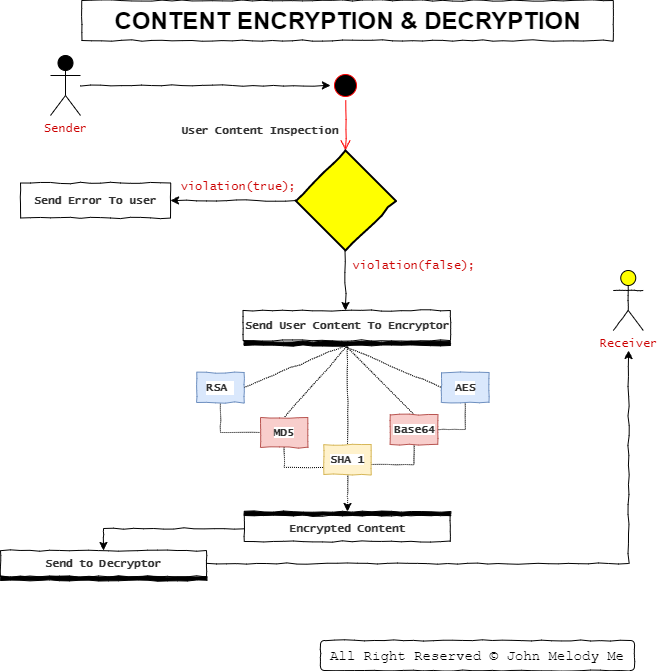 CONTENT ENCRYPTION & DECRYPTION
Sender
User Content Inspection
violation(true);
Send Error To user
violation(false);
Receiver
Send User Content To Encryptor
RSA
AES
MD5
Base64
SHA 1
Encrypted Content
Send to Decryptor
All Right Reserved © John Melody Me